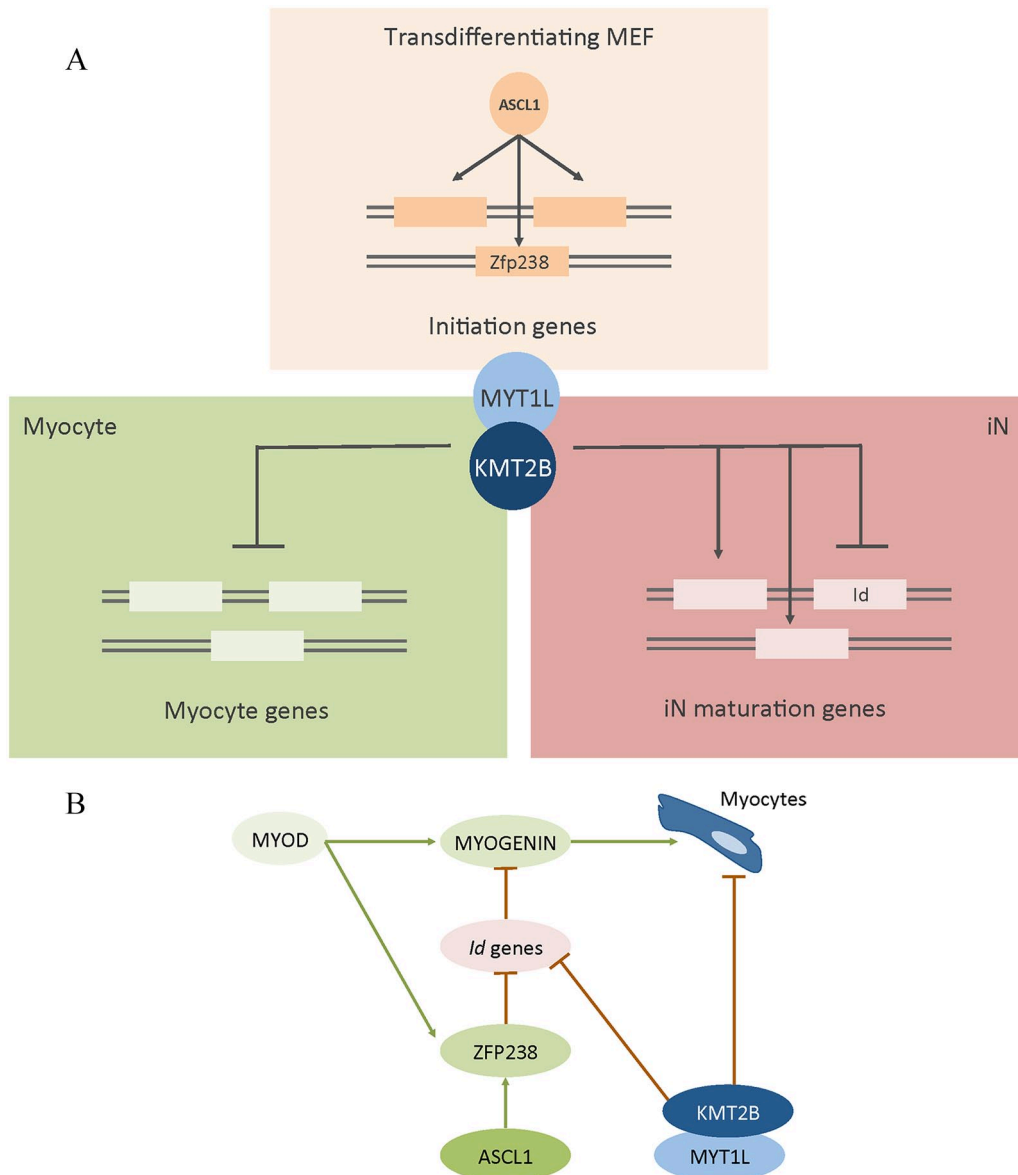 A
Transdifferentiating MEF
ASCL1
Zfp238
Initiation genes
MYT1L
KMT2B
Myocyte
iN
Id
Myocyte genes
iN maturation genes
B
Myocytes
MYOD
MYOGENIN
Id genes
ZFP238
KMT2B
ASCL1
MYT1L